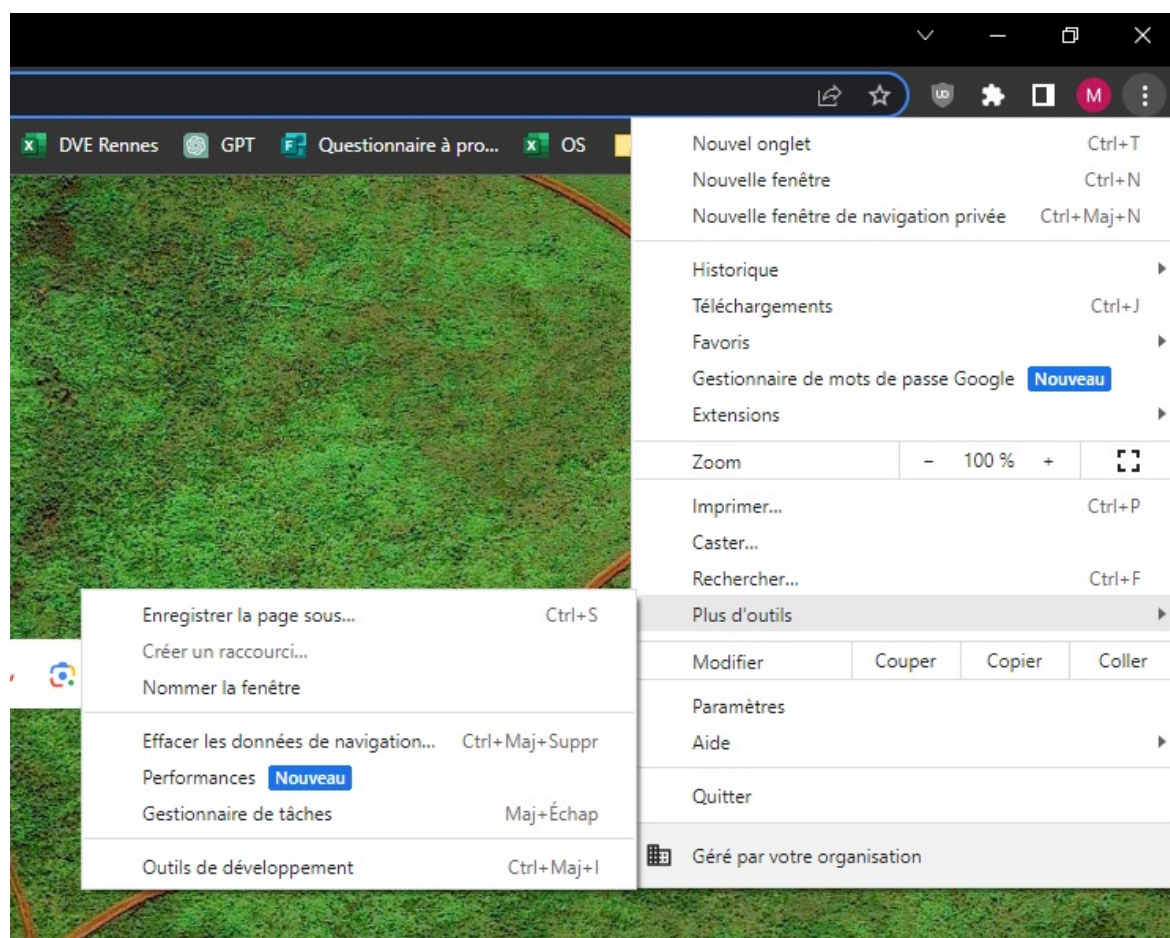 UD
M
DVE Rennes GPT Questionnaire à pro... OS
Nouvel onglet Ctrl+T
Nouvelle fenêtre Ctrl+N
Nouvelle fenêtre de navigation privée Ctrl+Maj+N
Historique
Téléchargements Ctrl+J
Favoris
Gestionnaire de mots de passe Google Nouveau
Extensions
Zoom - 100 % +
Imprimer... Ctrl+P
Caster...
Rechercher... Ctrl+F
Plus d'outils
Modifier Couper Copier Coller
Paramètres
Aide
Quitter
Géré par votre organisation
Enregistrer la page sous... Ctrl+S
Créer un raccourci...
Nommer la fenêtre
Effacer les données de navigation... Ctrl+Maj+Suppr
Performances Nouveau
Gestionnaire de tâches Maj+Échap
Outils de développement Ctrl+Maj+I